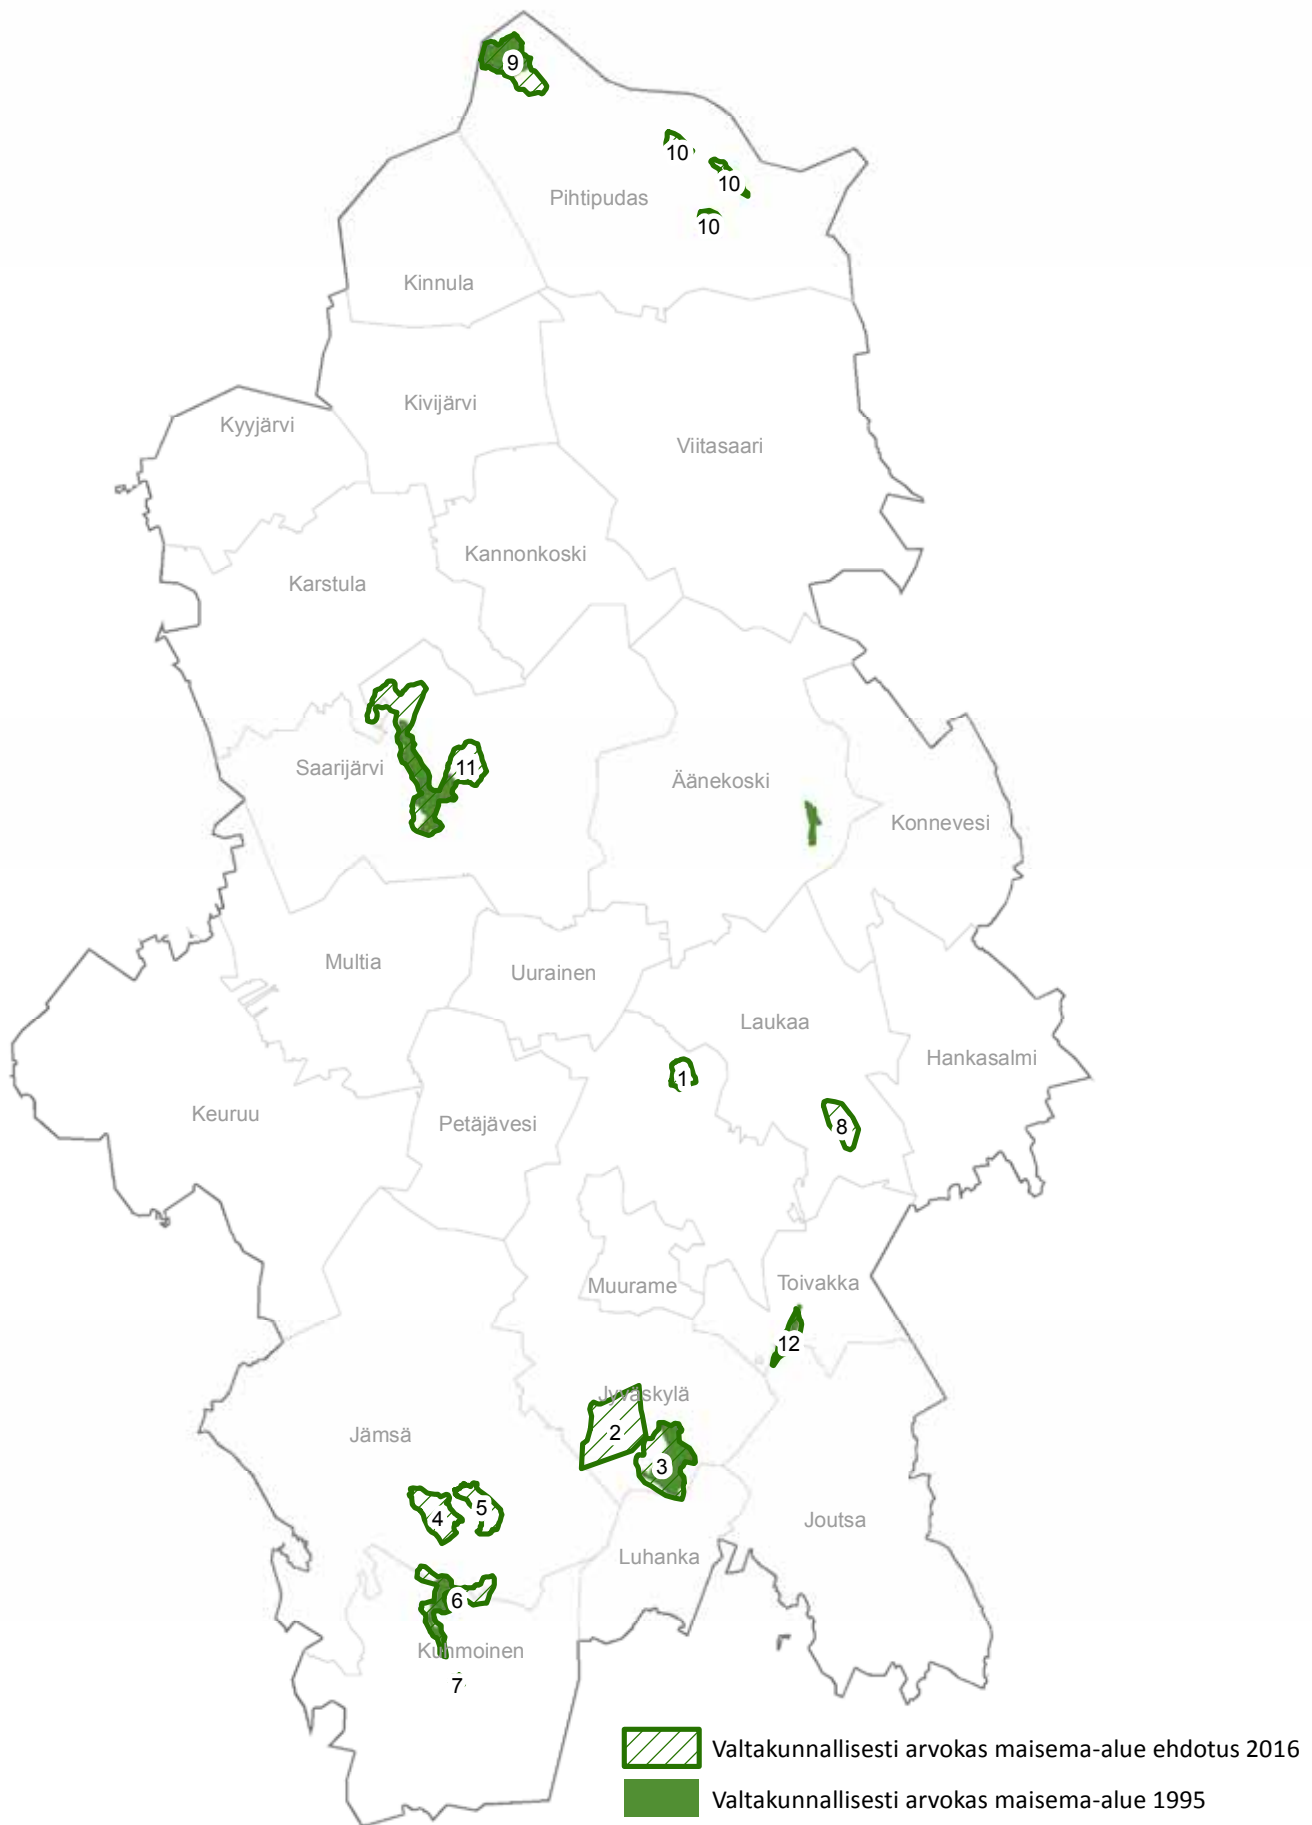 9
10
10
Pihtipudas
10
Kinnula
Kivijärvi
Kyyjärvi
Viitasaari
Kannonkoski
Karstula
Saarijärvi
11
Äänekoski
Konnevesi
Multia
Uurainen
Laukaa
Hankasalmi
1
Keuruu
Petäjävesi
8
Muurame
Toivakka
12
Jyväskylä
2
Jämsä
3
5
4
Joutsa
Luhanka
6
Kuhmoinen
7
Valtakunnallisesti arvokas maisema-alue ehdotus 2016
Valtakunnallisesti arvokas maisema-alue 1995